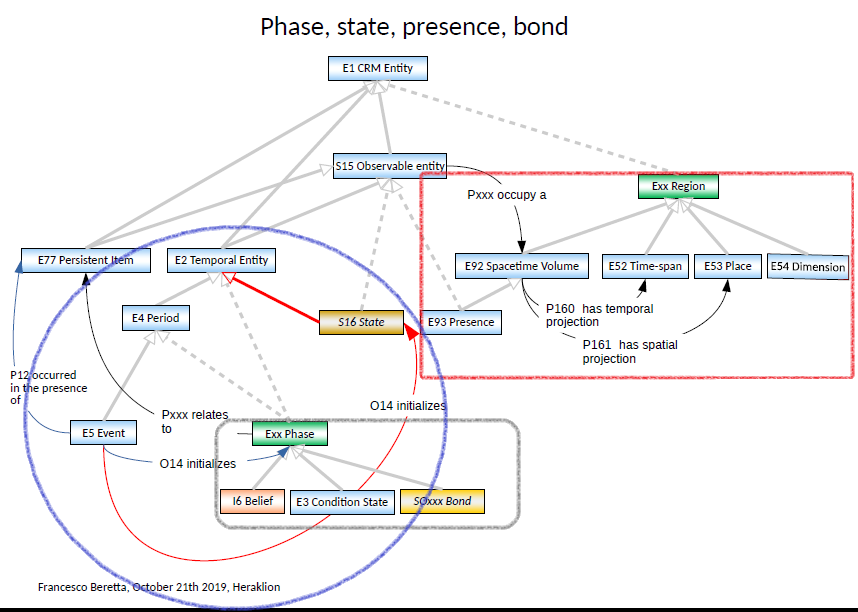 Phase, state, presence, bond
E1 CRM Entity
S15 Observable entity
Exx Region
Pxxx occupy a
E77 Persistent Item
E2 Temporal Entity
E92 Spacetime Volume
E52 Time-span
E53 Place
E54 Dimension
E4 Period
S16 State
E93 Presence
P160 has temporal
projection
P161 has spatial
projection
P12 occurred
in the presence
of
O14 initializes
Pxxx relates
to
E5 Event
Exx Phase
O14 initializes
I6 Belief
E3 Condition State
SOxxx Bond
Francesco Beretta, October 21th 2019, Heraklion